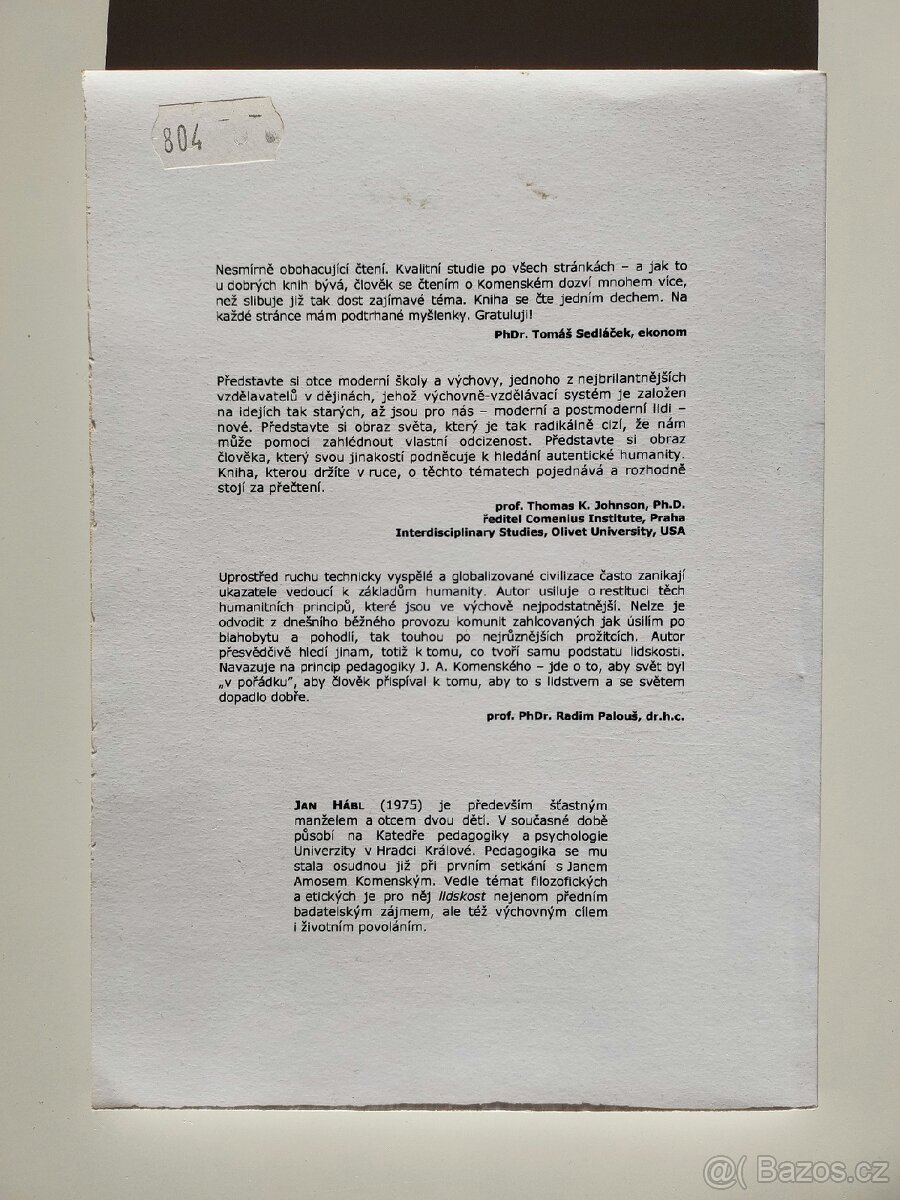 804
Nesmírně obohacující čtení. Kvalitní studie po všech stránkách – a jak to
u dobrých knih bývá, člověk se čtením o Komenském dozví mnohem více,
než slibuje již tak dost zajímavé téma. Kniha se čte jedním dechem. Na
každé stránce mám podtrhané myšlenky. Gratuluji!
PhDr. Tomáš Sedláček, ekonom
Představte si otce moderní školy a výchovy, jednoho z nejbrilantnějších
vzdělavatelů v dějinách, jehož výchovně-vzdělávací systém je založen
na idejích tak starých, až jsou pro nás – moderní a postmoderní lidi –
nové. Představte si obraz světa, který je tak radikálně cizí, že nám
může pomoci zahlédnout vlastní odcizenost. Představte si obraz
člověka, který svou jinakostí podněcuje k hledání autentické humanity.
Kniha, kterou držíte v ruce, o těchto tématech pojednává a rozhodně
stojí za přečtení.
prof. Thomas K. Johnson, Ph.D.
ředitel Comenius Institute, Praha
Interdisciplinary Studies, Olivet University, USA
Uprostřed ruchu technicky vyspělé a globalizované civilizace často zanikají
ukazatele vedoucí k základům humanity. Autor usiluje o restituci těch
humanitních principů, které jsou ve výchově nejpodstatnější. Nelze je
odvodit z dnešního běžného provozu komunit zahlcovaných jak úsilím po
blahobytu a pohodlí, tak touhou po nejrůznějších prožitcích. Autor
přesvědčivě hledí jinam, totiž k tomu, co tvoří samu podstatu lidskosti.
Navazuje na princip pedagogiky J. A. Komenského – jde o to, aby svět byl
„v pořádku", aby člověk přispíval k tomu, aby to s lidstvem a se světem
dopadlo dobře.
prof. PhDr. Radim Palouš, dr.h.c.
JAN HÁBL (1975) je především šťastným
manželem a otcem dvou dětí. V současné době
působí na Katedře pedagogiky a psychologie
Univerzity v Hradci Králové. Pedagogika se mu
stala osudnou již při prvním setkání s Janem
Amosem Komenským. Vedle témat filozofických
a etických je pro něj lidskost nejenom předním
badatelským zájmem, ale též výchovným cílem
i životním povoláním.
@( Bazos.cz